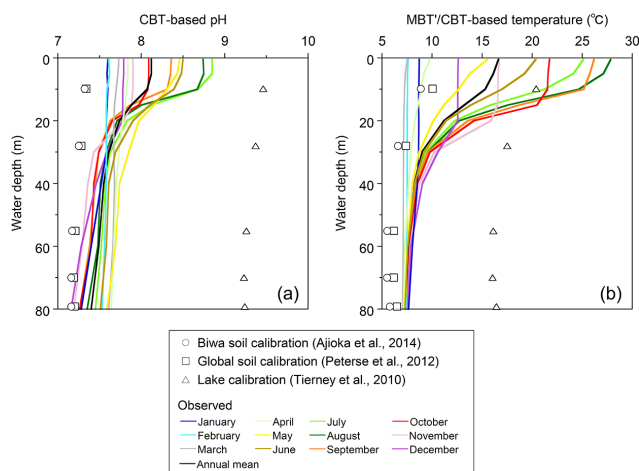 CBT-based pH
MBT'/CBT-based temperature (°C)
7 8 9 10
5 10 15 20 25 30
0
20
40
60
80
Water depth (m)
(a)
0
20
40
60
80
Water depth (m)
(b)
Biwa soil calibration (Ajioka et al., 2014)
Global soil calibration (Peterse et al., 2012)
Lake calibration (Tierney et al., 2010)
Observed
January April July October
February May August November
March June September December
Annual mean